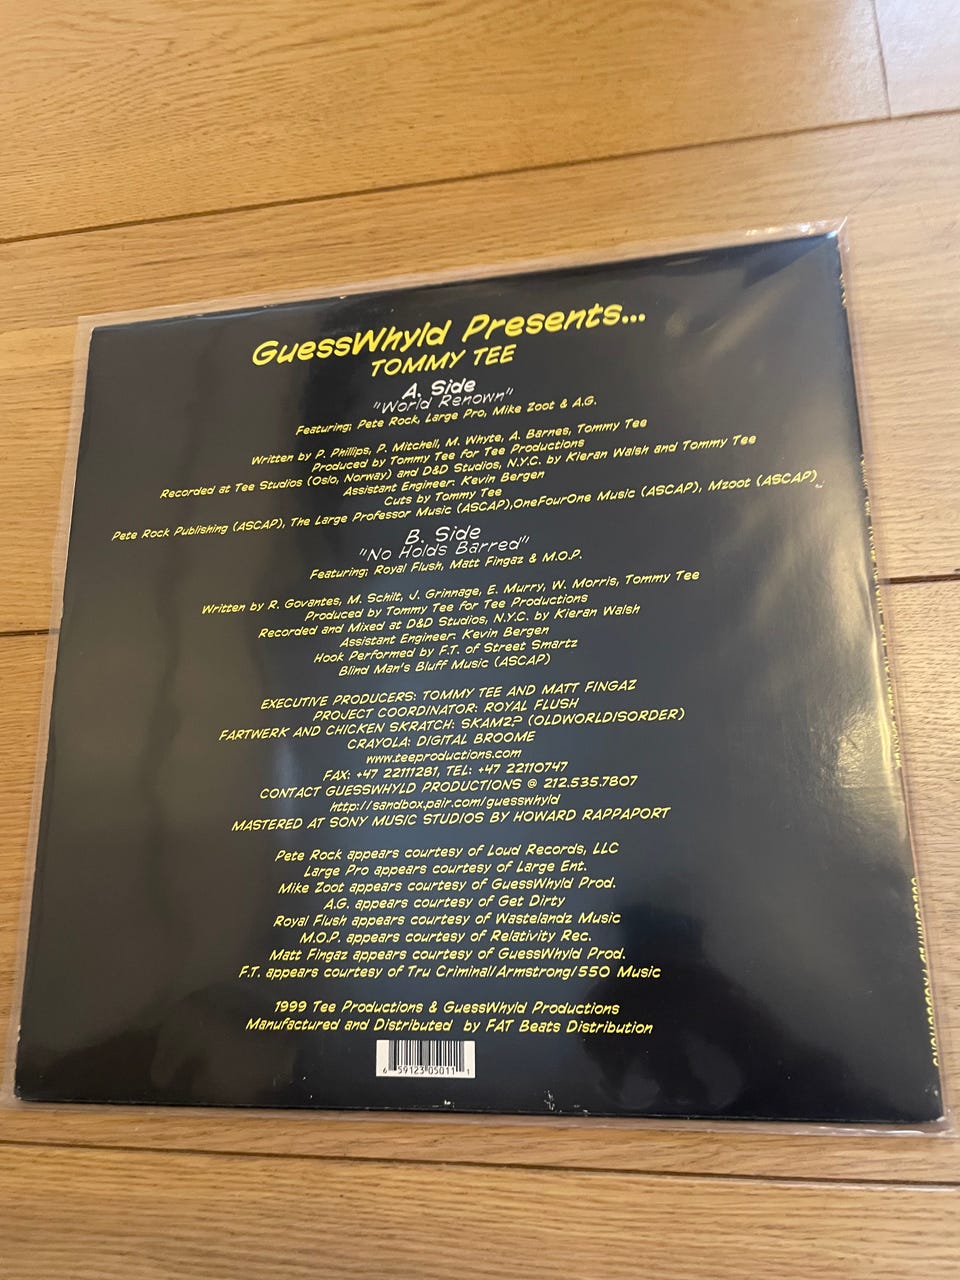 GuessWhyld Presents...
TOMMY TEE
A. Side
"World Renown"
Featuring; Pete Rock, Large Pro, Mike Zoot & A.G.
Written by P. Phillips, P. Mitchell, M. Whyte, A. Barnes, Tommy Tee
Produced by Tommy Tee for Tee Productions
Recorded at Tee Studios (Oslo, Norway) and D&D Studios, N.Y.C. by Kieran Walsh and Tommy Tee
Assistant Engineer: Kevin Bergen
Cuts by Tommy Tee
Pete Rock Publishing (ASCAP), The Large Professor Music (ASCAP),OneFourOne Music (ASCAP), Mzoot (ASCAP)
B. Side
"No Holds Barred"
Featuring; Royal Flush, Matt Fingaz & M.O.P.
Written by R. Govantes, M. Schilt, J. Grinnage, E. Murry, W. Morris, Tommy Tee
Produced by Tommy Tee for Tee Productions
Recorded and Mixed at D&D Studios, N.Y.C. by Kieran Walsh
Assistant Engineer: Kevin Bergen
Hook Performed by F.T. of Street Smartz
Blind Man's Bluff Music (ASCAP)
EXECUTIVE PRODUCERS: TOMMY TEE AND MATT FINGAZ
PROJECT COORDINATOR: ROYAL FLUSH
FARTWERK AND CHICKEN SKRATCH: SKAM2? (OLDWORLDISORDER)
CRAYOLA: DIGITAL BROOME
www.teeproductions.com
FAX: +47 22111281, TEL: +47 22110747
CONTACT GUESSWHYLD PRODUCTIONS @ 212.535.7807
http://sandbox.pair.com/guesswhyld
MASTERED AT SONY MUSIC STUDIOS BY HOWARD RAPPAPORT
Pete Rock appears courtesy of Loud Records, LLC
Large Pro appears courtesy of Large Ent.
Mike Zoot appears courtesy of GuessWhyld Prod.
A.G. appears courtesy of Get Dirty
Royal Flush appears courtesy of Wastelandz Music
M.O.P. appears courtesy of Relativity Rec.
Matt Fingaz appears courtesy of GuessWhyld Prod.
F.T. appears courtesy of Tru Criminal/Armstrong/550 Music
1999 Tee Productions & GuessWhyld Productions
Manufactured and Distributed by FAT Beats Distribution
6 59123 05011 1
GUESSWHYLD PRODUCTIONS